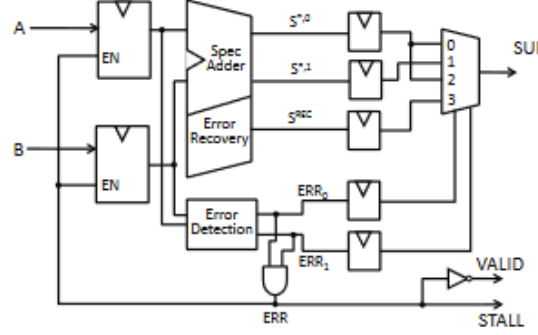 A
EN
B
EN
Spec
Adder
Error
Recovery
Error
Detection
S*,0
S*,1
SREC
ERR0
ERR1
ERR
0
1
2
3
VALID
STALL